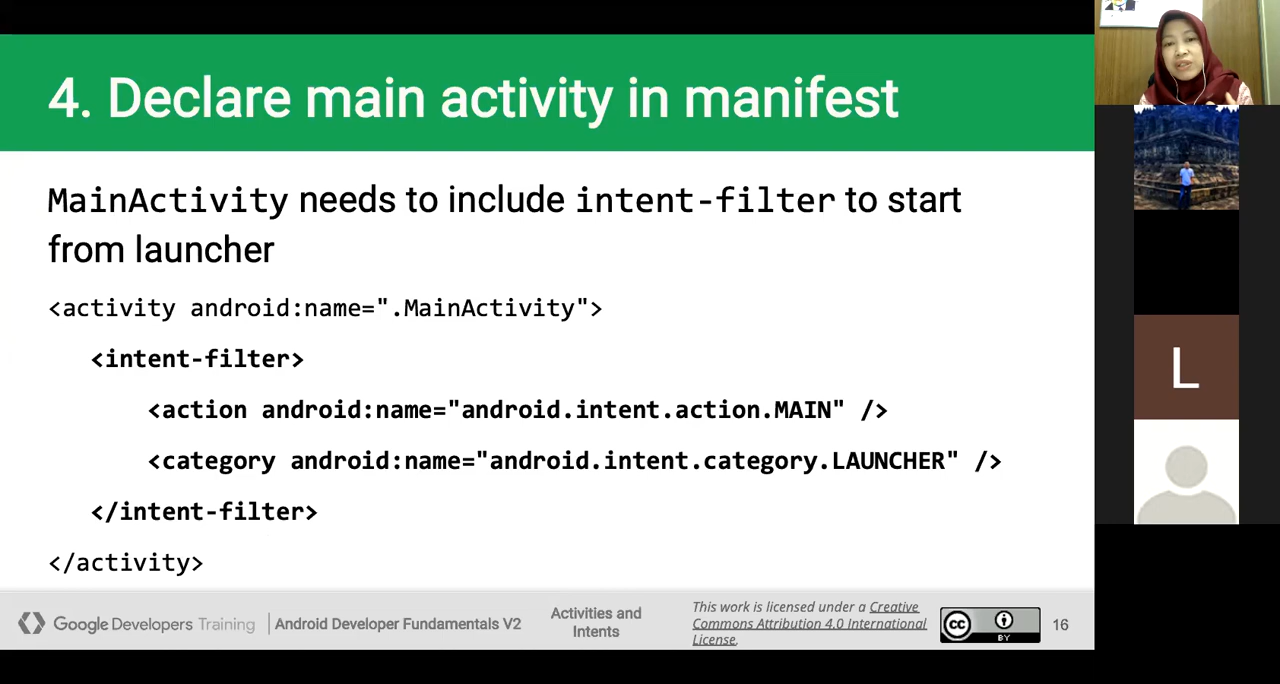 4. Declare main activity in manifest
MainActivity needs to include intent-filter to start
from launcher
<activity android:name=".MainActivity">
<intent-filter>
<action android:name="android.intent.action.MAIN" />
<category android:name="android.intent.category.LAUNCHER" />
</intent-filter>
</activity>
Google Developers Training
Android Developer Fundamentals V2
Activities and
Intents
This work is licensed under a Creative
Commons Attribution 4.0 International
License.
cc
BY
16
L